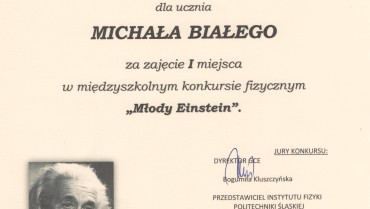 dla ucznia
MICHAŁA BIAŁEGO
za zajęcie I miejsca
w międzyszkolnym konkursie fizycznym
„Młody Einstein”.
JURY KONKURSU:
DYREKTOR ŚCE
Bogumiła Kluszczyńska
PRZEDSTAWICIEL INSTYTUTU FIZYKI
POLITECHNIKI ŚLĄSKIEJ